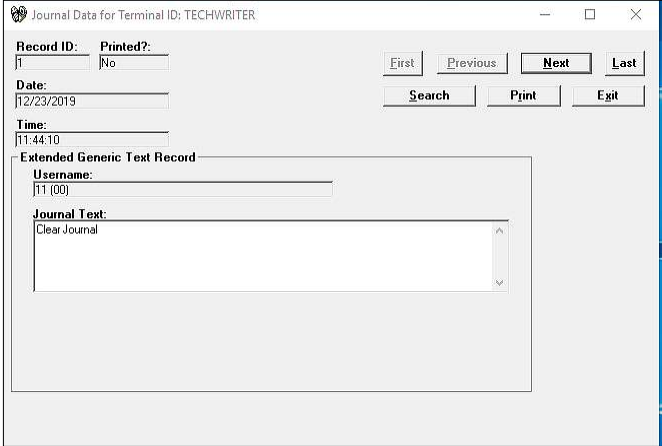 Journal Data for Terminal ID: TECHWRITER
Record ID: Printed?:
1 No
First Previous Next Last
Date:
12/23/2019
Search Print Exit
Time:
11:44:10
Extended Generic Text Record
Username:
11 (00)
Journal Text:
Clear Journal